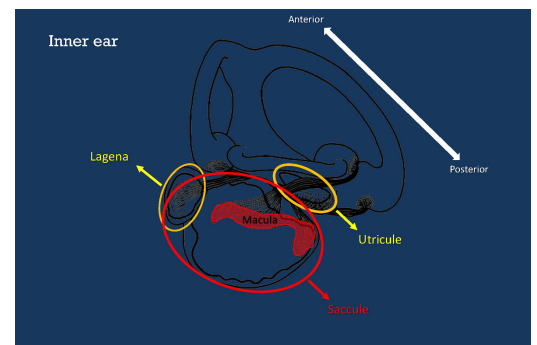 Anterior
Inner ear
Lagena
Posterior
Macula
Utricule
Saccule